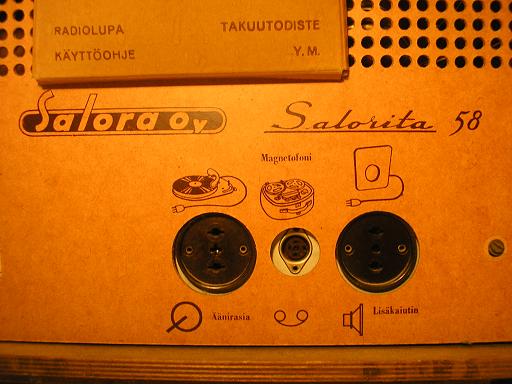 RADIOLUPA TAKUUTODISTE
KÄYTTÖOHJE Y.M.
Salora oy Salorita 58
Magnetofoni
Äänirasia Lisäkaiutin